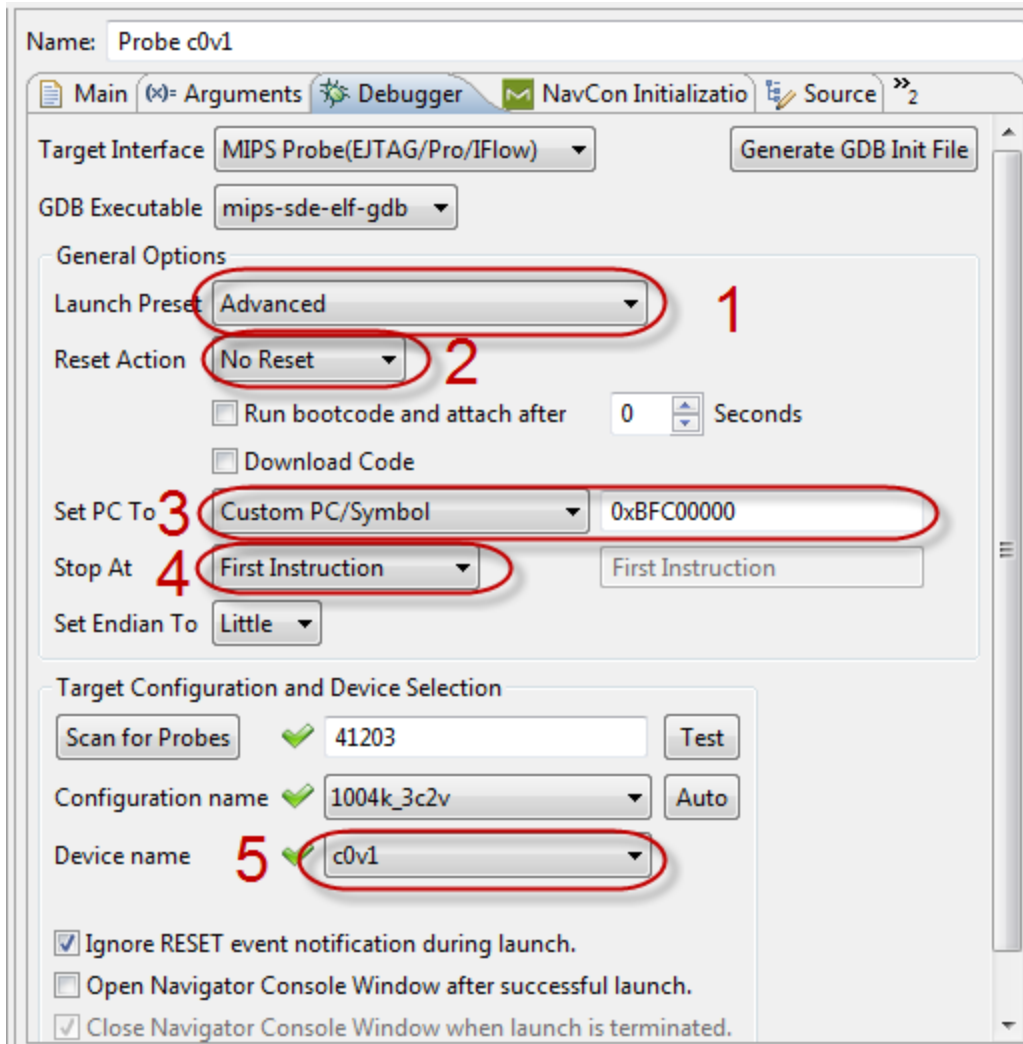 Name: Probe c0v1
Main (x)= Arguments Debugger NavCon Initializatio Source »2
Target Interface MIPS Probe(EJTAG/Pro/IFlow) Generate GDB Init File
GDB Executable mips-sde-elf-gdb
General Options
Launch Preset Advanced 1
Reset Action No Reset 2
Run bootcode and attach after 0 Seconds
Download Code
Set PC To 3 Custom PC/Symbol 0xBFC00000
Stop At 4 First Instruction First Instruction
Set Endian To Little
Target Configuration and Device Selection
Scan for Probes 41203 Test
Configuration name 1004k_3c2v Auto
Device name 5 c0v1
Ignore RESET event notification during launch.
Open Navigator Console Window after successful launch.
Close Navigator Console Window when launch is terminated.